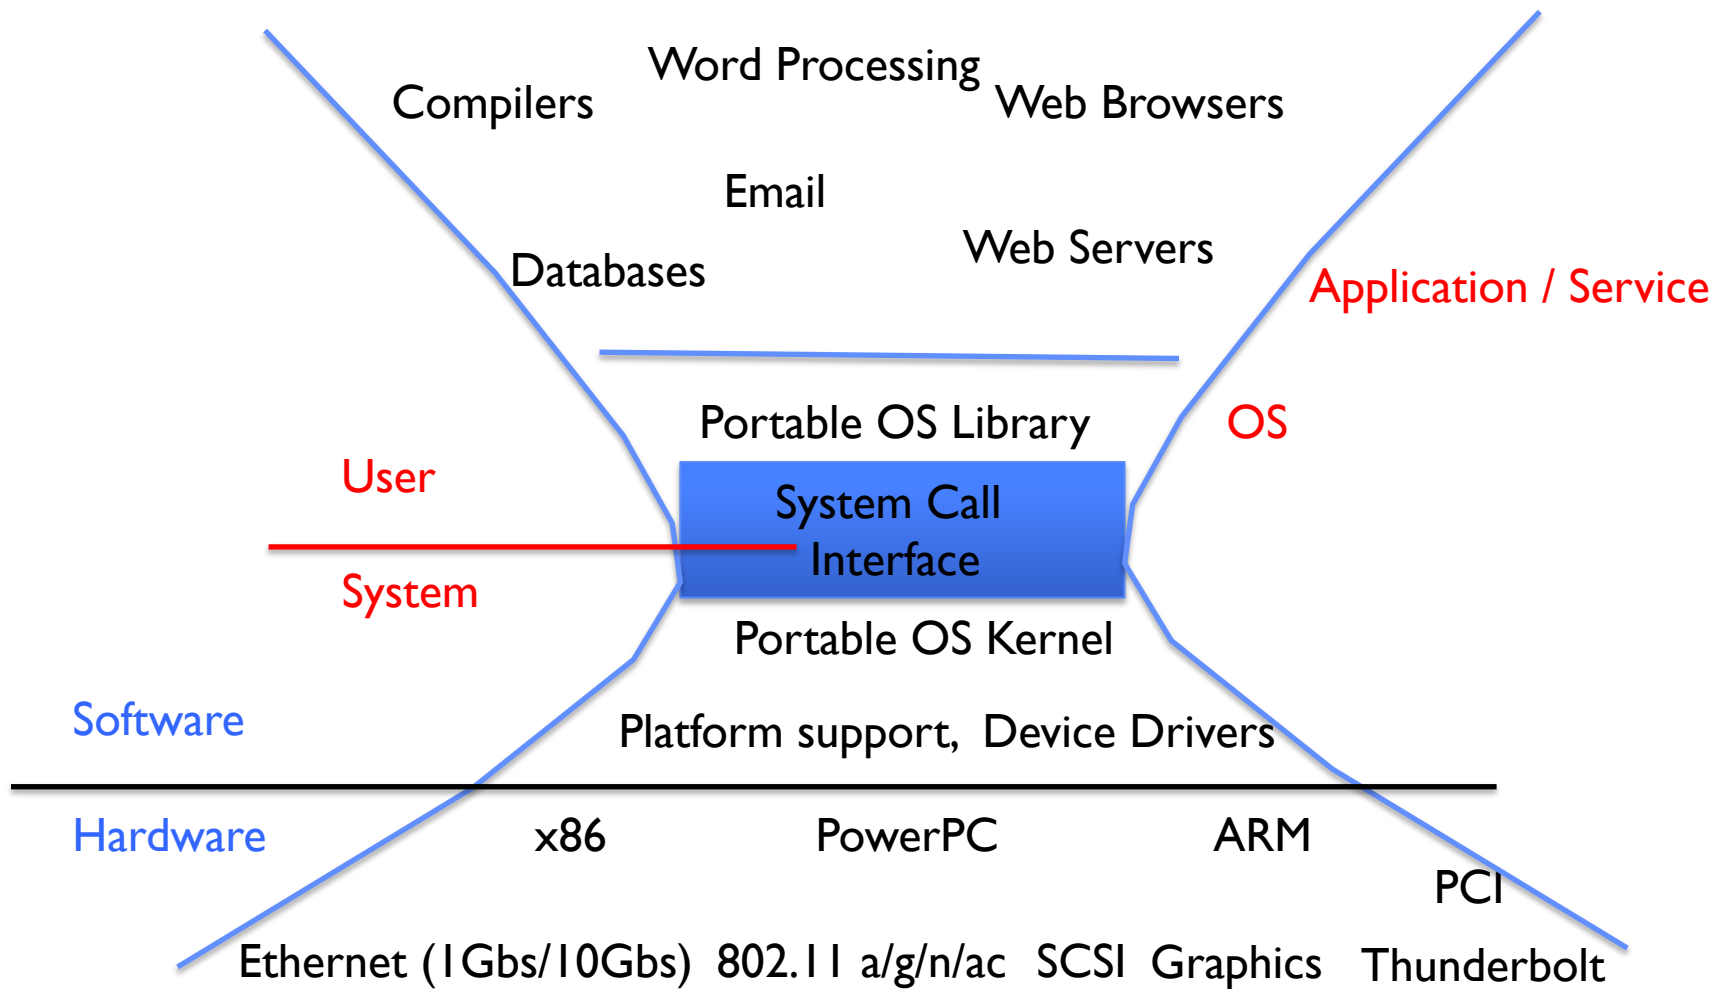 Word Processing
Compilers
Web Browsers
Email
Web Servers
Databases
Application / Service
Portable OS Library
OS
User
System Call
Interface
System
Portable OS Kernel
Software
Platform support, Device Drivers
Hardware
x86
PowerPC
ARM
PCI
Ethernet (1Gbs/10Gbs)
802.11 a/g/n/ac
SCSI
Graphics
Thunderbolt